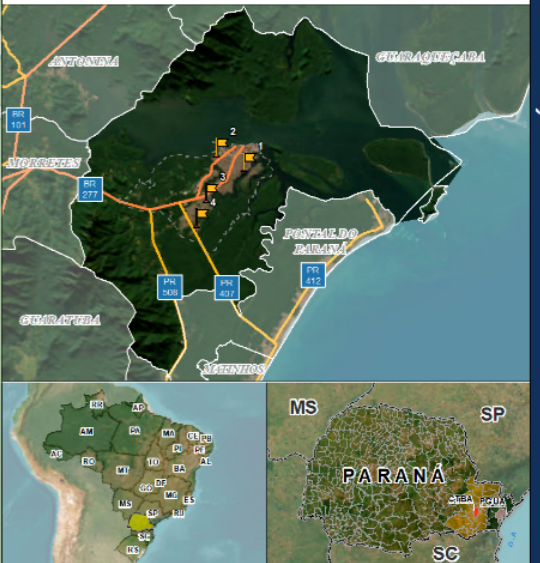 ANTONINA
GUARAQUEÇABA
BR
101
MORRETES
BR
277
2
1
3
4
PONTAL DO
PARANÁ
PR
508
PR
407
PR
412
GUARATUBA
MATINHOS
RR
AP
AM
PA
MA
CE
PI
PE
AC
RO
TO
AL
MT
BA
DF
GO
MG
ES
MS
SP
RJ
SC
RS
MS
SP
PARANÁ
CTBA
PGUA
SC